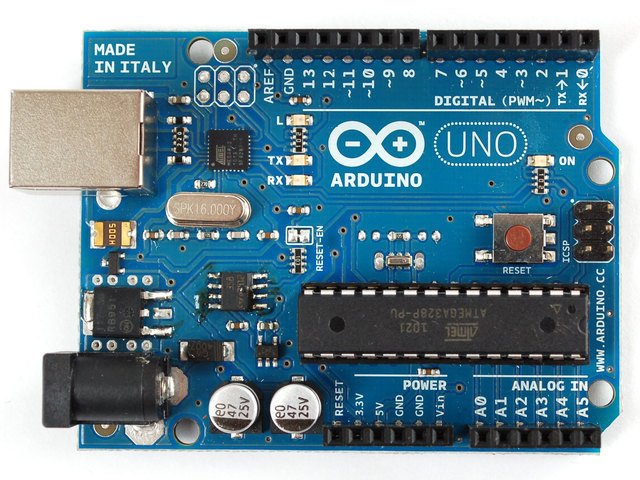 MADE
IN ITALY
AREF
GND
13
12
~11
~10
~9
8
7
~6
~5
4
~3
2
TX→1
RX←0
DIGITAL (PWM~)
L
TX
RX
ARDUINO
™
UNO
ON
SPK16.000Y
RESET-EN
RESET
ICSP
ATMEL
ATMEGA328P-PU
1021
WWW.ARDUINO.CC
47
25V
47
25V
POWER
ANALOG IN
RESET
3.3V
5V
GND
GND
Vin
A0
A1
A2
A3
A4
A5